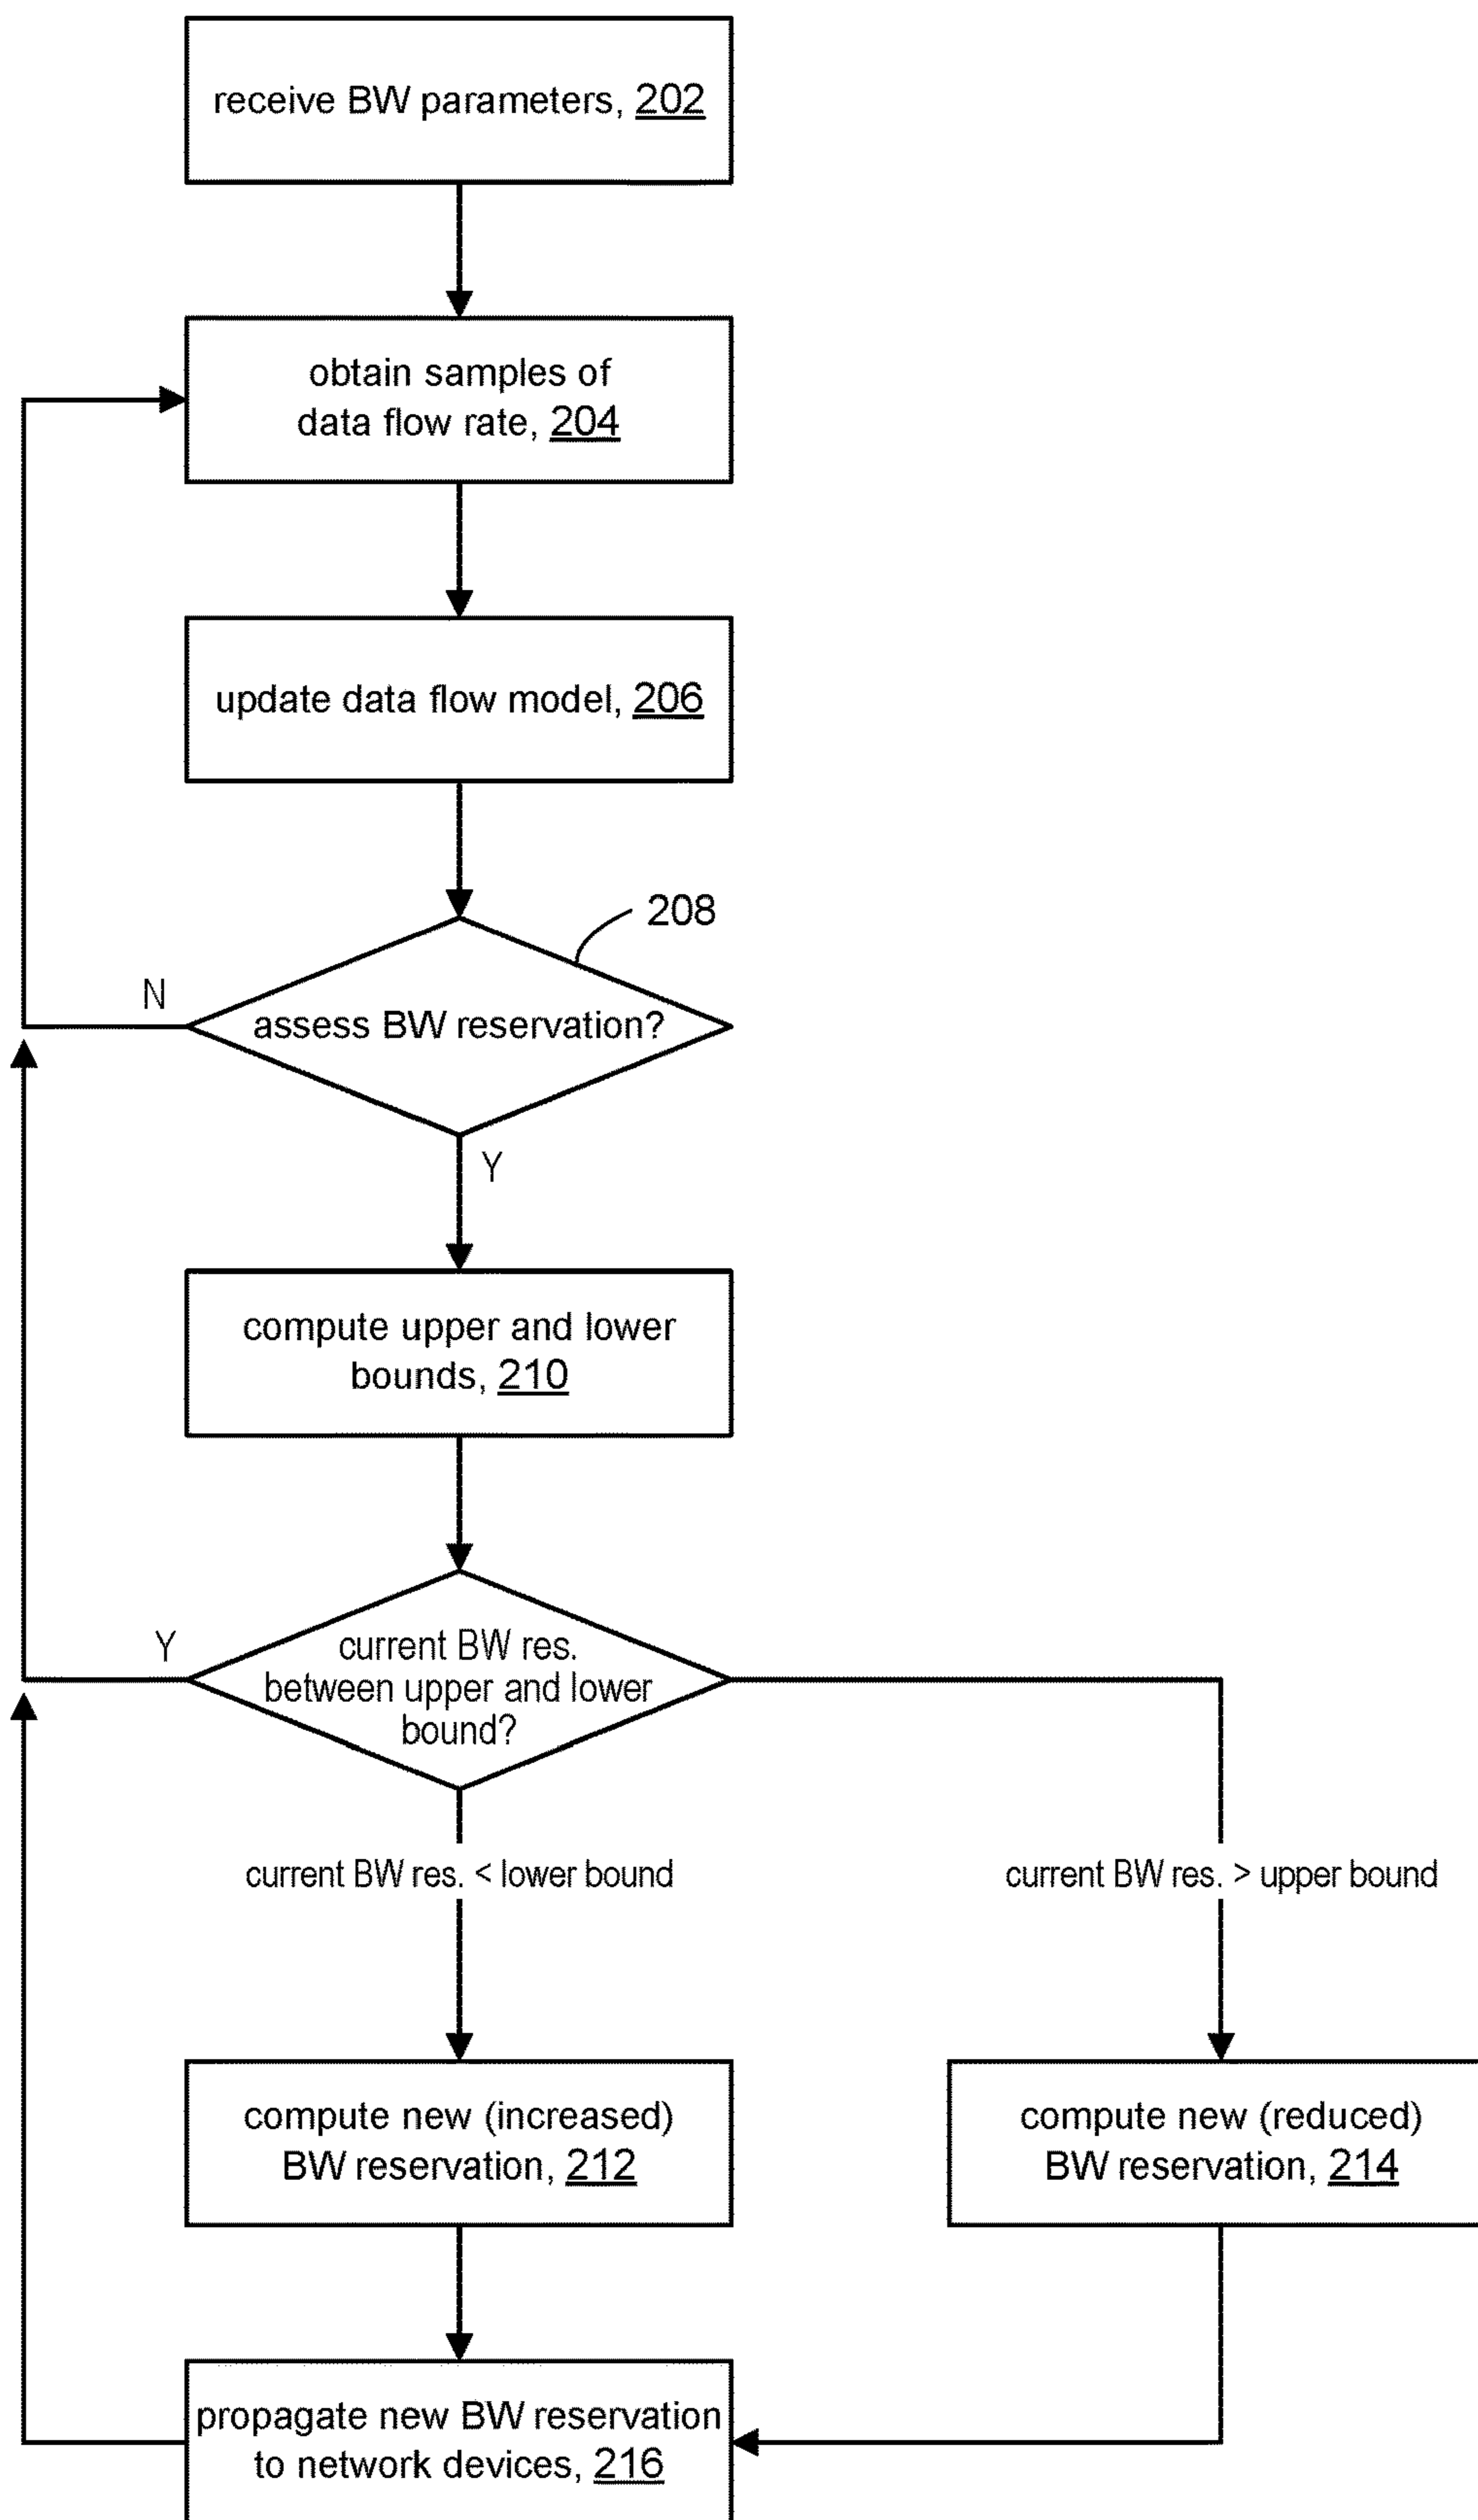 receive BW parameters, 202
obtain samples of
data flow rate, 204
update data flow model, 206
208
N
assess BW reservation?
Y
compute upper and lower
bounds, 210
Y
current BW res.
between upper and lower
bound?
current BW res. < lower bound
current BW res. > upper bound
compute new (increased)
BW reservation, 212
compute new (reduced)
BW reservation, 214
propagate new BW reservation
to network devices, 216